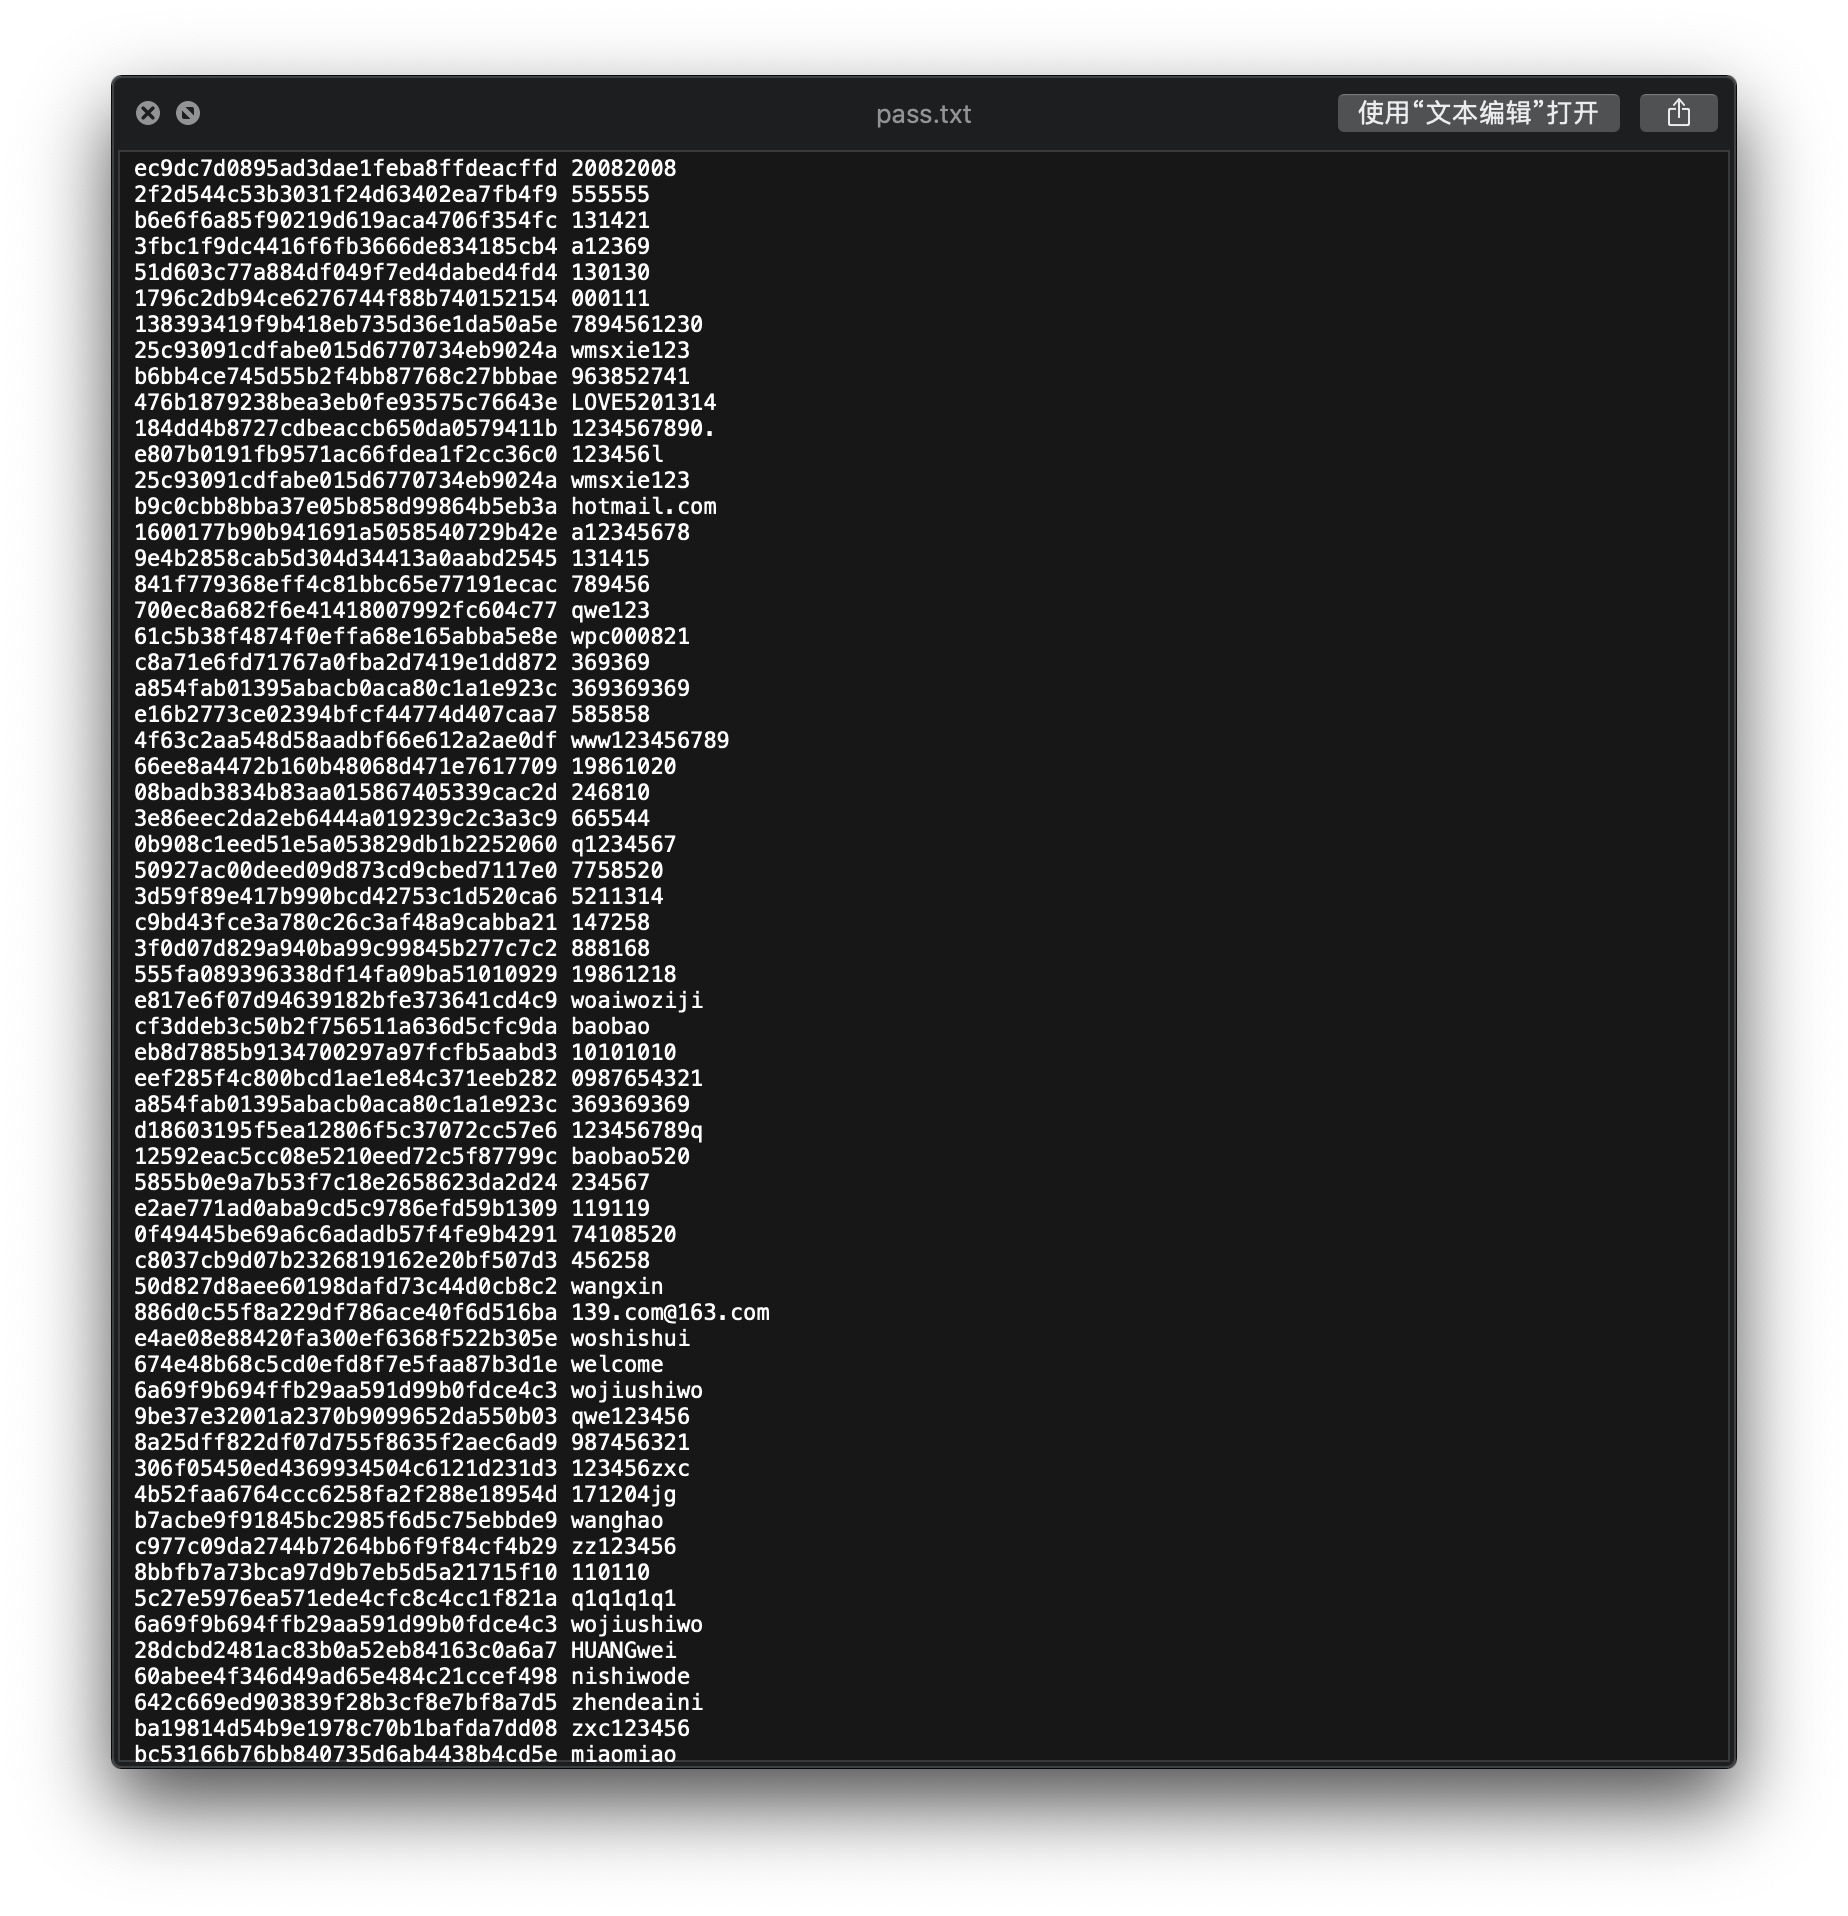 pass.txt
使用“文本编辑”打开
ec9dc7d0895ad3dae1feba8ffdeacffd 20082008
2f2d544c53b3031f24d63402ea7fb4f9 555555
b6e6f6a85f90219d619aca4706f354fc 131421
3fbc1f9dc4416f6fb3666de834185cb4 a12369
51d603c77a884df049f7ed4dabed4fd4 130130
1796c2db94ce6276744f88b740152154 000111
138393419f9b418eb735d36e1da50a5e 7894561230
25c93091cdfabe015d6770734eb9024a wmsxie123
b6bb4ce745d55b2f4bb87768c27bbbae 963852741
476b1879238bea3eb0fe93575c76643e LOVE5201314
184dd4b8727cdbeaccb650da0579411b 1234567890.
e807b0191fb9571ac66fdea1f2cc36c0 123456l
25c93091cdfabe015d6770734eb9024a wmsxie123
b9c0cbb8bba37e05b858d99864b5eb3a hotmail.com
1600177b90b941691a5058540729b42e a12345678
9e4b2858cab5d304d34413a0aabd2545 131415
841f779368eff4c81bbc65e77191ecac 789456
700ec8a682f6e41418007992fc604c77 qwe123
61c5b38f4874f0effa68e165abba5e8e wpc000821
c8a71e6fd71767a0fba2d7419e1dd872 369369
a854fab01395abacb0aca80c1a1e923c 369369369
e16b2773ce02394bfcf44774d407caa7 585858
4f63c2aa548d58aadbf66e612a2ae0df www123456789
66ee8a4472b160b48068d471e7617709 19861020
08badb3834b83aa015867405339cac2d 246810
3e86eec2da2eb6444a019239c2c3a3c9 665544
0b908c1eed51e5a053829db1b2252060 q1234567
50927ac00deed09d873cd9cbed7117e0 7758520
3d59f89e417b990bcd42753c1d520ca6 5211314
c9bd43fce3a780c26c3af48a9cabba21 147258
3f0d07d829a940ba99c99845b277c7c2 888168
555fa089396338df14fa09ba51010929 19861218
e817e6f07d94639182bfe373641cd4c9 woaiwoziji
cf3ddeb3c50b2f756511a636d5cfc9da baobao
eb8d7885b9134700297a97fcfb5aabd3 10101010
eef285f4c800bcd1ae1e84c371eeb282 0987654321
a854fab01395abacb0aca80c1a1e923c 369369369
d18603195f5ea12806f5c37072cc57e6 123456789q
12592eac5cc08e5210eed72c5f87799c baobao520
5855b0e9a7b53f7c18e2658623da2d24 234567
e2ae771ad0aba9cd5c9786efd59b1309 119119
0f49445be69a6c6adadb57f4fe9b4291 74108520
c8037cb9d07b2326819162e20bf507d3 456258
50d827d8aee60198dafd73c44d0cb8c2 wangxin
886d0c55f8a229df786ace40f6d516ba 139.com@163.com
e4ae08e88420fa300ef6368f522b305e woshishui
674e48b68c5cd0efd8f7e5faa87b3d1e welcome
6a69f9b694ffb29aa591d99b0fdce4c3 wojiushiwo
9be37e32001a2370b9099652da550b03 qwe123456
8a25dff822df07d755f8635f2aec6ad9 987456321
306f05450ed4369934504c6121d231d3 123456zxc
4b52faa6764ccc6258fa2f288e18954d 171204jg
b7acbe9f91845bc2985f6d5c75ebbde9 wanghao
c977c09da2744b7264bb6f9f84cf4b29 zz123456
8bbfb7a73bca97d9b7eb5d5a21715f10 110110
5c27e5976ea571ede4cfc8c4cc1f821a q1q1q1q1
6a69f9b694ffb29aa591d99b0fdce4c3 wojiushiwo
28dcbd2481ac83b0a52eb84163c0a6a7 HUANGwei
60abee4f346d49ad65e484c21ccef498 nishiwode
642c669ed903839f28b3cf8e7bf8a7d5 zhendeaini
ba19814d54b9e1978c70b1bafda7dd08 zxc123456
bc53166b76bb840735d6ab4438b4cd5e miaomiao